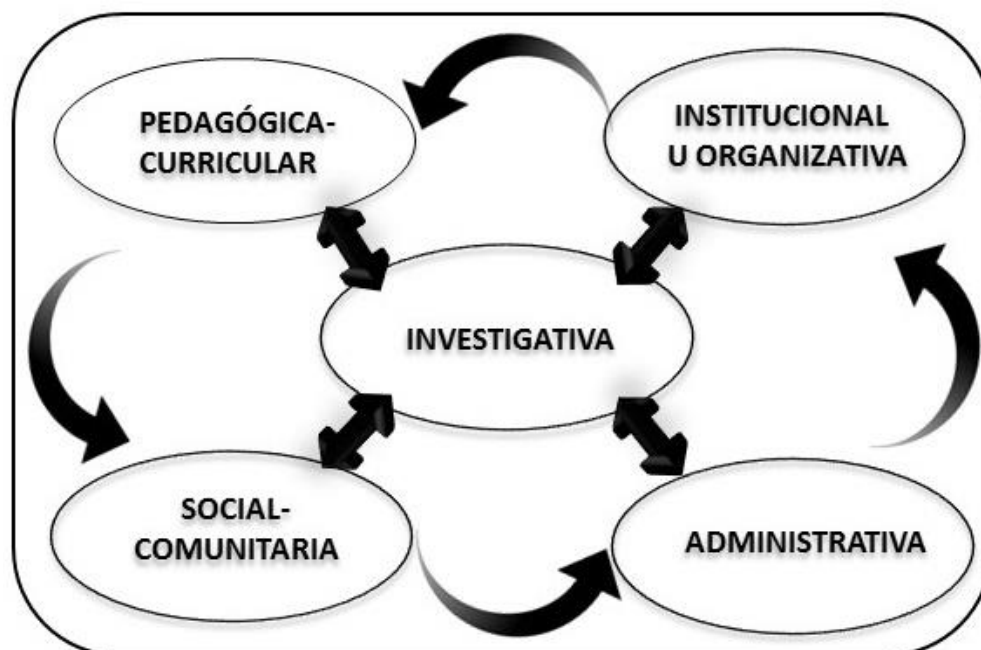 PEDAGÓGICA-
CURRICULAR
INSTITUCIONAL
U ORGANIZATIVA
INVESTIGATIVA
SOCIAL-
COMUNITARIA
ADMINISTRATIVA